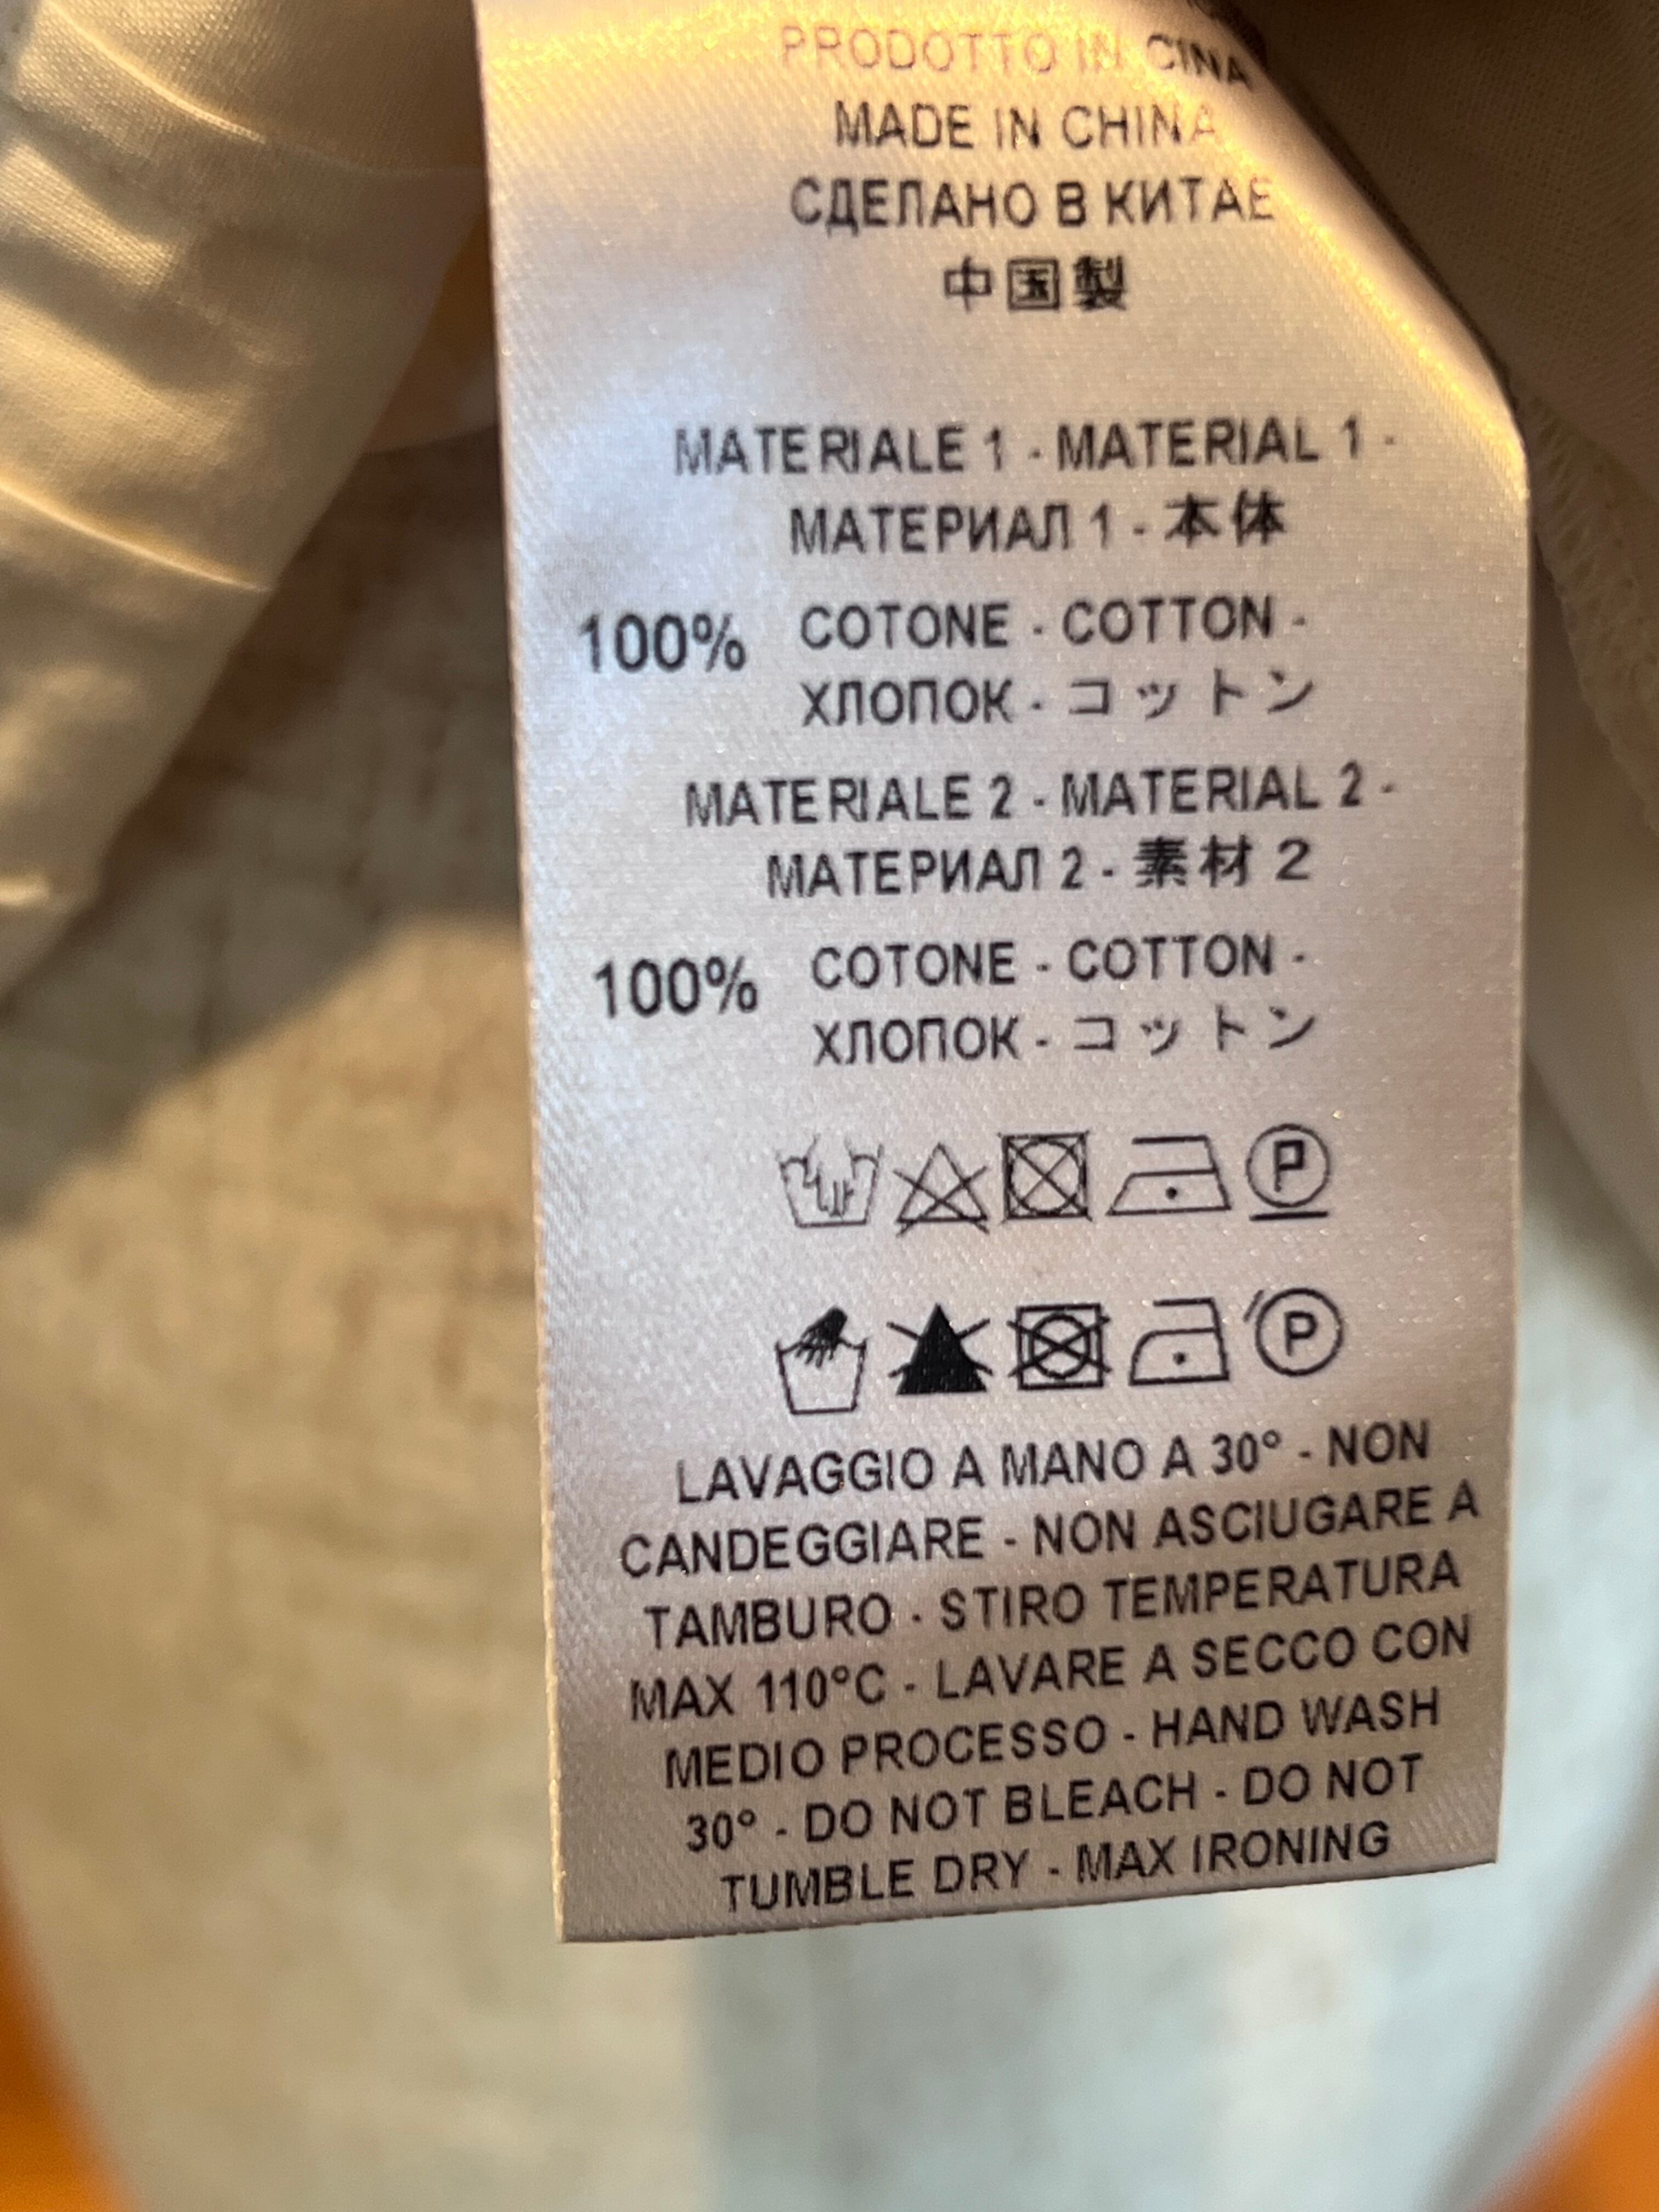 PRODOTTO IN CINA
MADE IN CHINA
СДЕЛАНО В КИТАЕ
中国製
MATERIALE 1 - MATERIAL 1 -
МАТЕРИАЛ 1 - 本体
100% COTONE - COTTON -
ХЛОПОК - コットン
MATERIALE 2 - MATERIAL 2 -
МАТЕРИАЛ 2 - 素材2
100% COTONE - COTTON -
ХЛОПОК - コットン
P
P
LAVAGGIO A MANO A 30° - NON
CANDEGGIARE - NON ASCIUGARE A
TAMBURO - STIRO TEMPERATURA
MAX 110°C - LAVARE A SECCO CON
MEDIO PROCESSO - HAND WASH
30° - DO NOT BLEACH - DO NOT
TUMBLE DRY - MAX IRONING